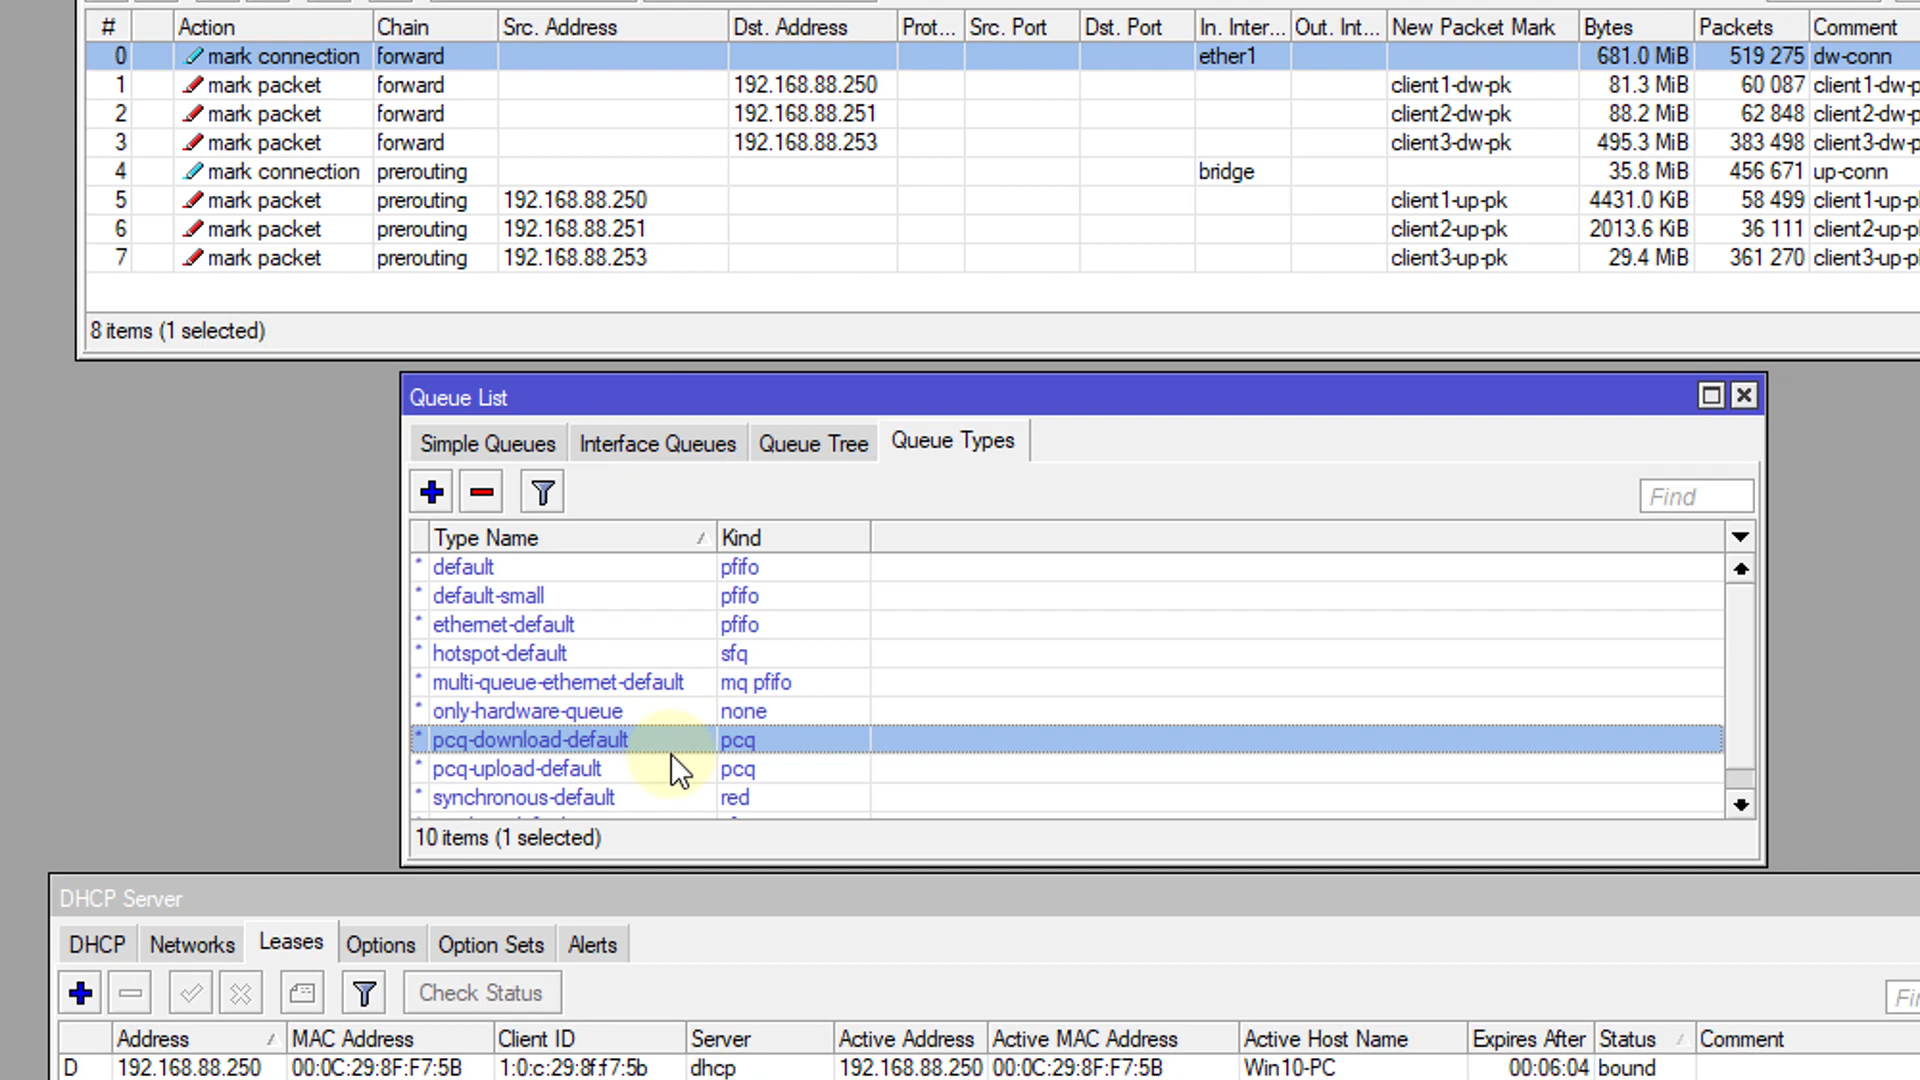 # Action Chain Src. Address Dst. Address Prot... Src. Port Dst. Port In. Inter... Out. Int... New Packet Mark Bytes Packets Comment
0 mark connection forward ether1 681.0 MiB 519 275 dw-conn
1 mark packet forward 192.168.88.250 client1-dw-pk 81.3 MiB 60 087 client1-dw-p
2 mark packet forward 192.168.88.251 client2-dw-pk 88.2 MiB 62 848 client2-dw-p
3 mark packet forward 192.168.88.253 client3-dw-pk 495.3 MiB 383 498 client3-dw-p
4 mark connection prerouting bridge 35.8 MiB 456 671 up-conn
5 mark packet prerouting 192.168.88.250 client1-up-pk 4431.0 KiB 58 499 client1-up-p
6 mark packet prerouting 192.168.88.251 client2-up-pk 2013.6 KiB 36 111 client2-up-p
7 mark packet prerouting 192.168.88.253 client3-up-pk 29.4 MiB 361 270 client3-up-p
8 items (1 selected)
Queue List
Simple Queues Interface Queues Queue Tree Queue Types
Find
Type Name Kind
* default pfifo
* default-small pfifo
* ethernet-default pfifo
* hotspot-default sfq
* multi-queue-ethernet-default mq pfifo
* only-hardware-queue none
* pcq-download-default pcq
* pcq-upload-default pcq
* synchronous-default red
10 items (1 selected)
DHCP Server
DHCP Networks Leases Options Option Sets Alerts
Check Status
Address MAC Address Client ID Server Active Address Active MAC Address Active Host Name Expires After Status Comment
D 192.168.88.250 00:0C:29:8F:F7:5B 1:0:c:29:8f:f7:5b dhcp 192.168.88.250 00:0C:29:8F:F7:5B Win10-PC 00:06:04 bound